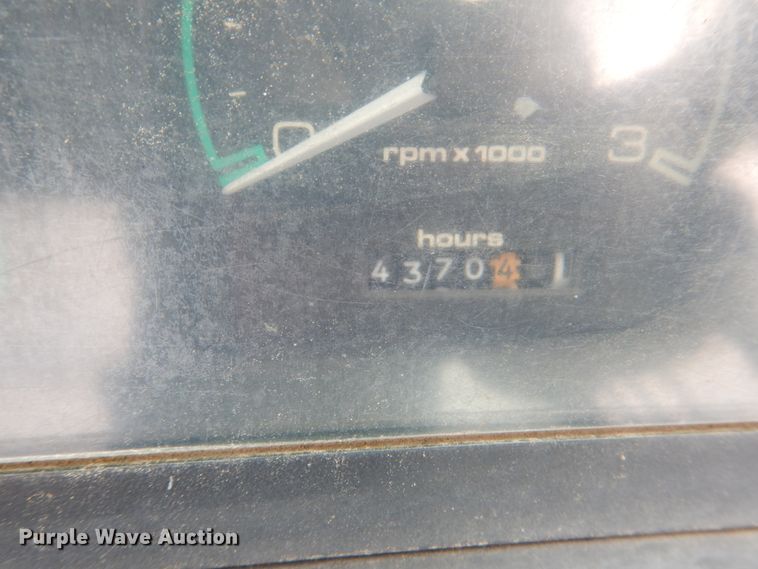 0 3
rpm x 1000
hours
43704
Purple Wave Auction